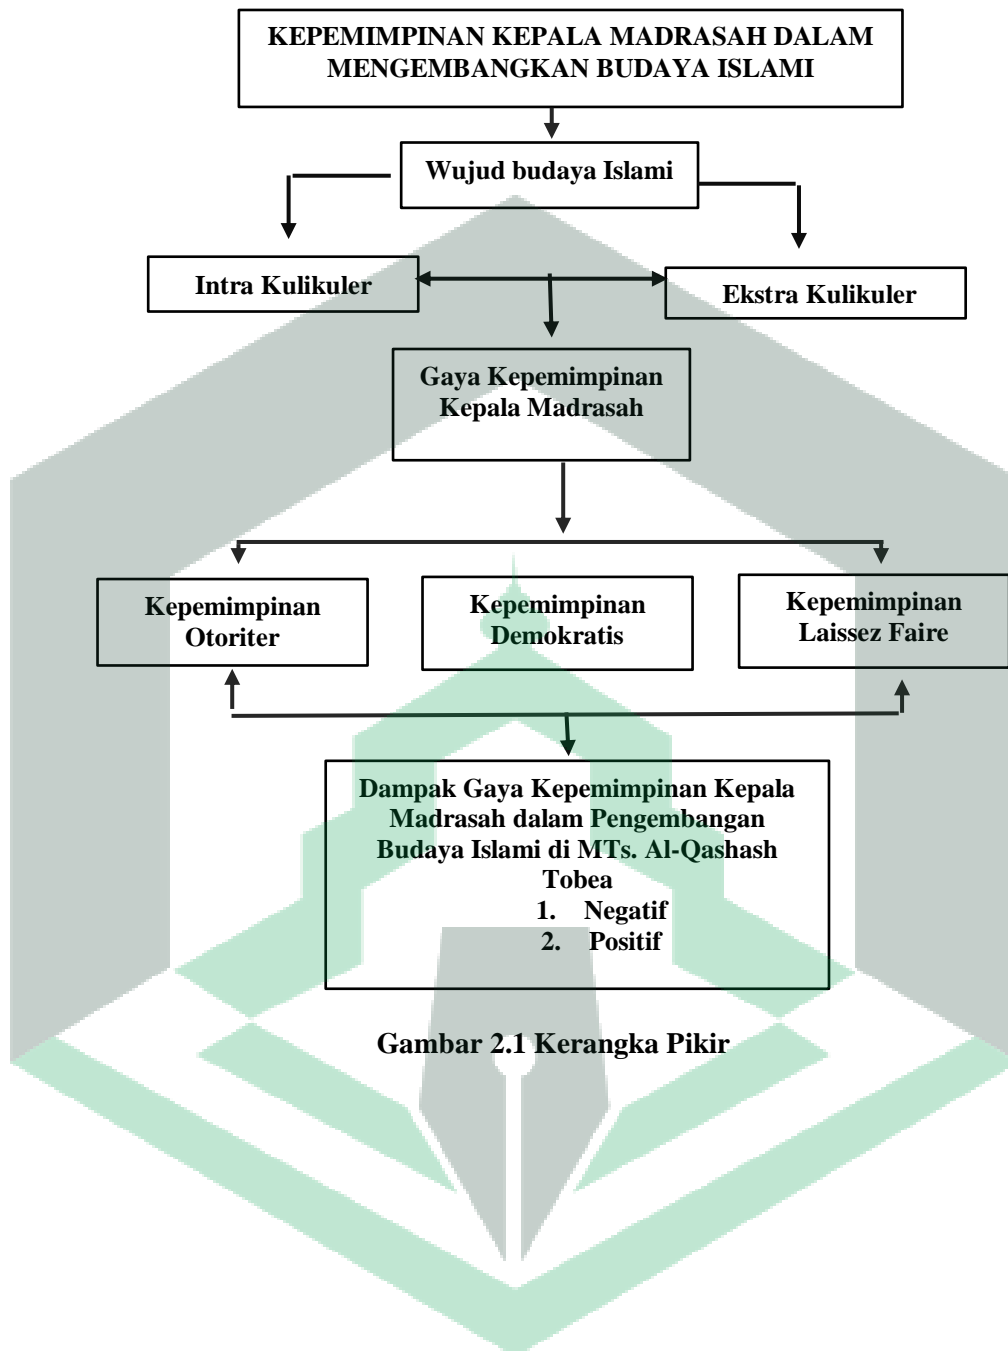 KEPEMIMPINAN KEPALA MADRASAH DALAM
MENGEMBANGKAN BUDAYA ISLAMI
Wujud budaya Islami
Intra Kulikuler
Ekstra Kulikuler
Gaya Kepemimpinan
Kepala Madrasah
Kepemimpinan
Otoriter
Kepemimpinan
Demokratis
Kepemimpinan
Laissez Faire
Dampak Gaya Kepemimpinan Kepala
Madrasah dalam Pengembangan
Budaya Islami di MTs. Al-Qashash
Tobea
1. Negatif
2. Positif
Gambar 2.1 Kerangka Pikir